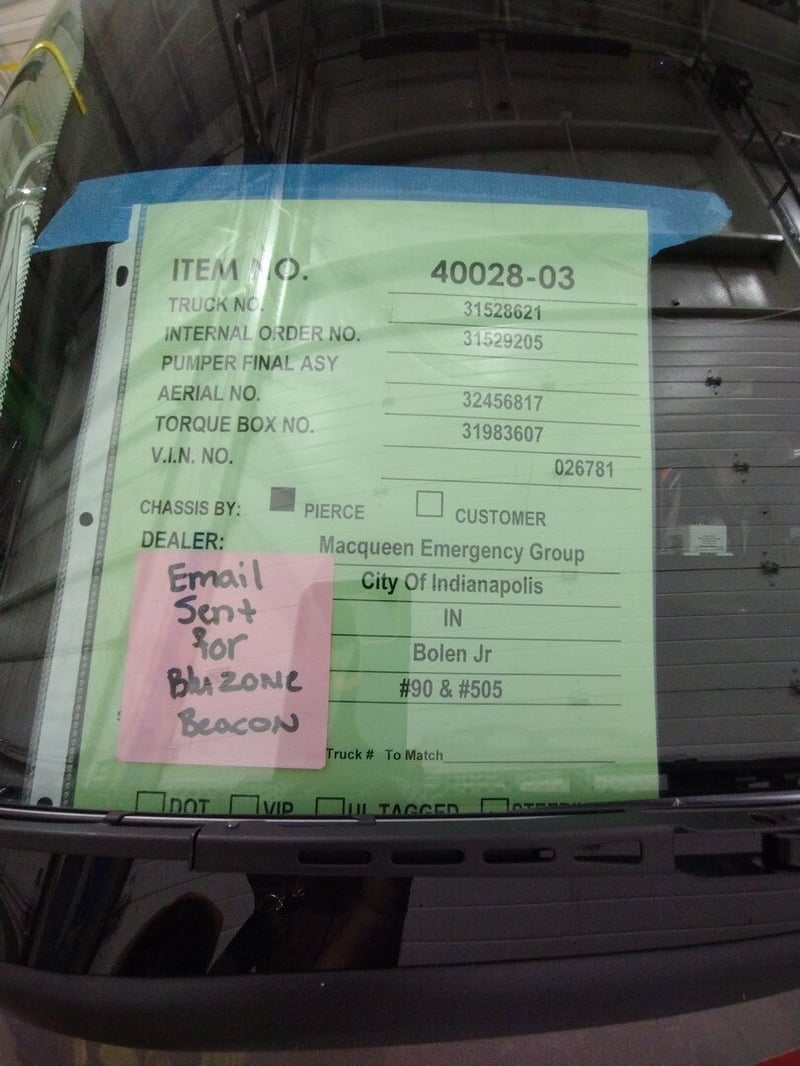 ITEM NO. 40028-03
TRUCK NO. 31528621
INTERNAL ORDER NO. 31529205
PUMPER FINAL ASY
AERIAL NO. 32456817
TORQUE BOX NO. 31983607
V.I.N. NO. 026781
CHASSIS BY: PIERCE CUSTOMER
DEALER: Macqueen Emergency Group
City Of Indianapolis
IN
Bolen Jr
#90 & #505
Email
Sent
for
BluZone
Beacon
Truck # To Match
DOT VIP UL TAGGED